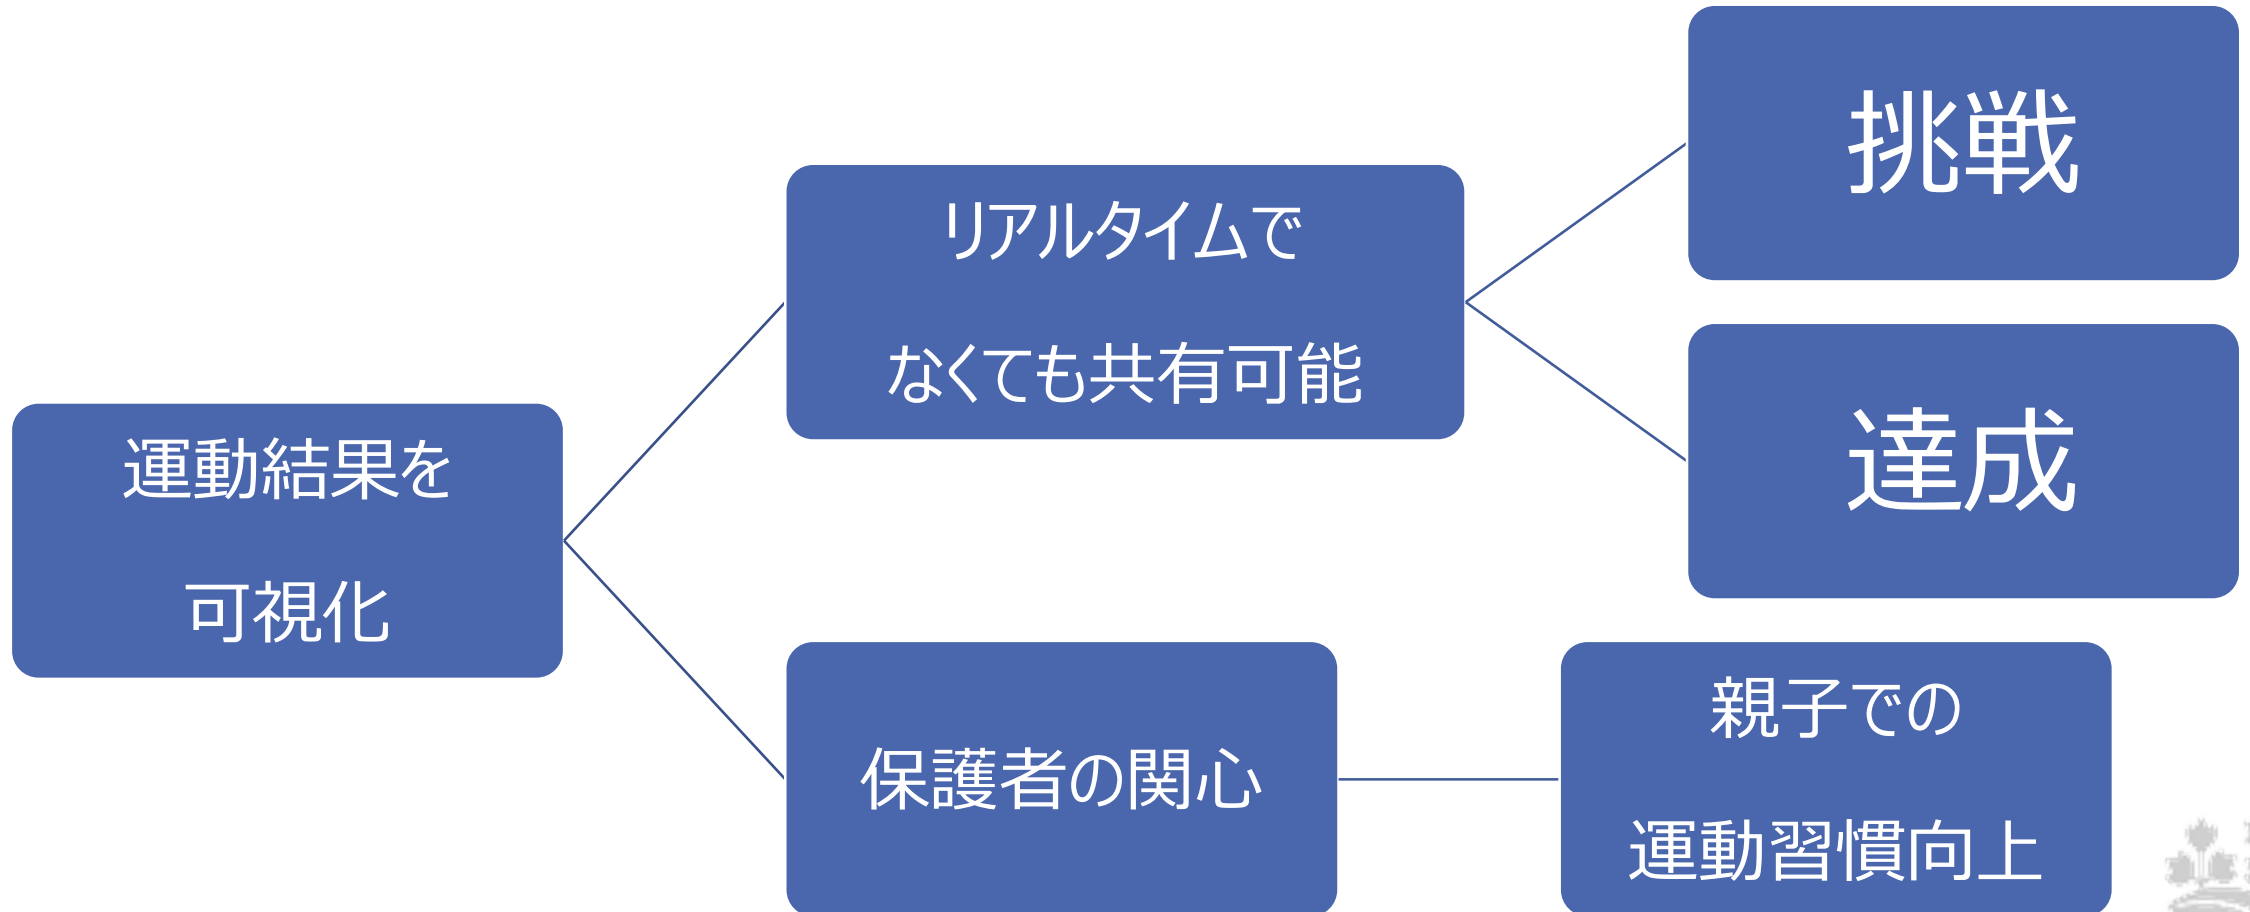 運動結果を
可視化
リアルタイムで
なくても共有可能
挑戦
達成
保護者の関心
親子での
運動習慣向上